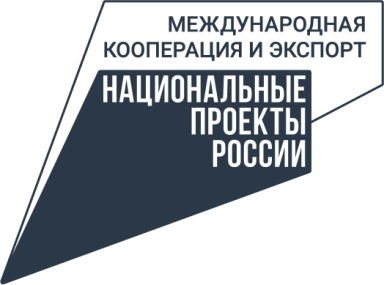 МЕЖДУНАРОДНАЯ
КООПЕРАЦИЯ И ЭКСПОРТ
НАЦИОНАЛЬНЫЕ
ПРОЕКТЫ
РОССИИ